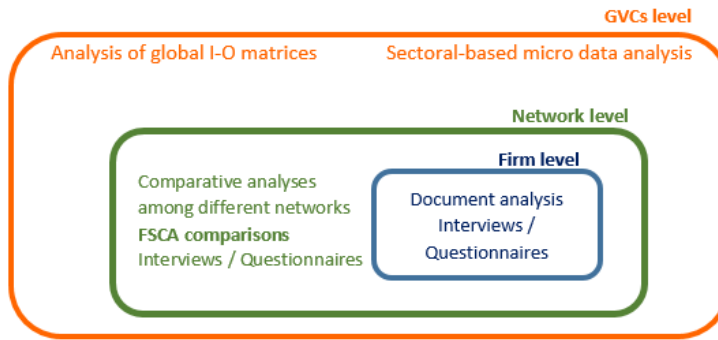 GVCs level
Analysis of global I-O matrices
Sectoral-based micro data analysis
Network level
Firm level
Comparative analyses
among different networks
FSCA comparisons
Interviews / Questionnaires
Document analysis
Interviews /
Questionnaires